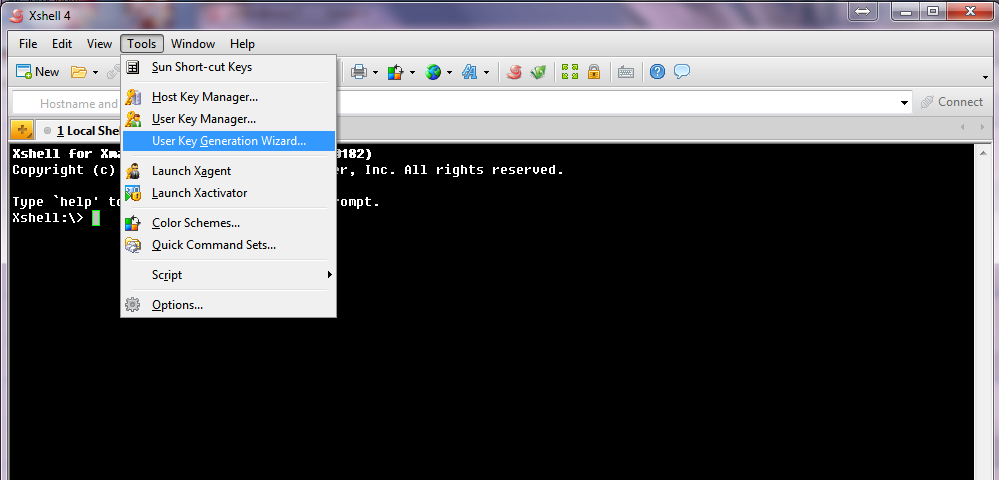 Xshell 4
File Edit View Tools Window Help
New
Sun Short-cut Keys
Hostname and
Host Key Manager...
Connect
User Key Manager...
1 Local She
User Key Generation Wizard...
Xshell for Xma 0182)
Copyright (c) er, Inc. All rights reserved.
Launch Xagent
Launch Xactivator
Type `help' to rompt.
Xshell:\>
Color Schemes...
Quick Command Sets...
Script
Options...